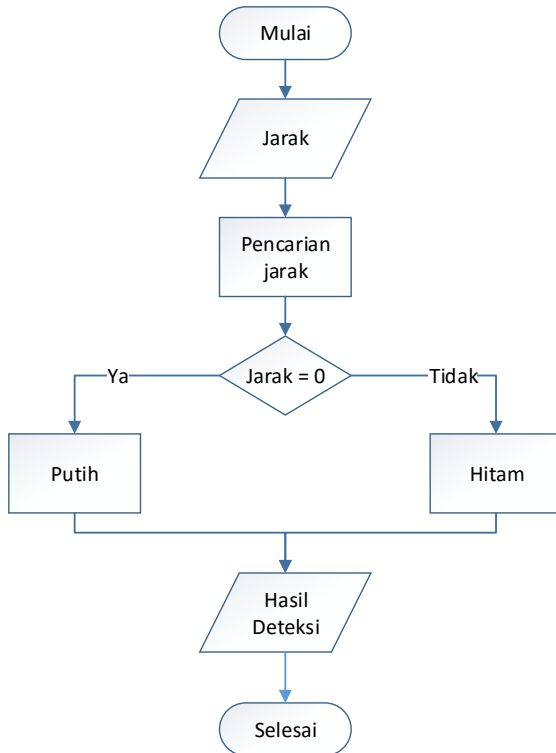 Mulai
Jarak
Pencarian
jarak
Jarak = 0
Ya
Tidak
Putih
Hitam
Hasil
Deteksi
Selesai